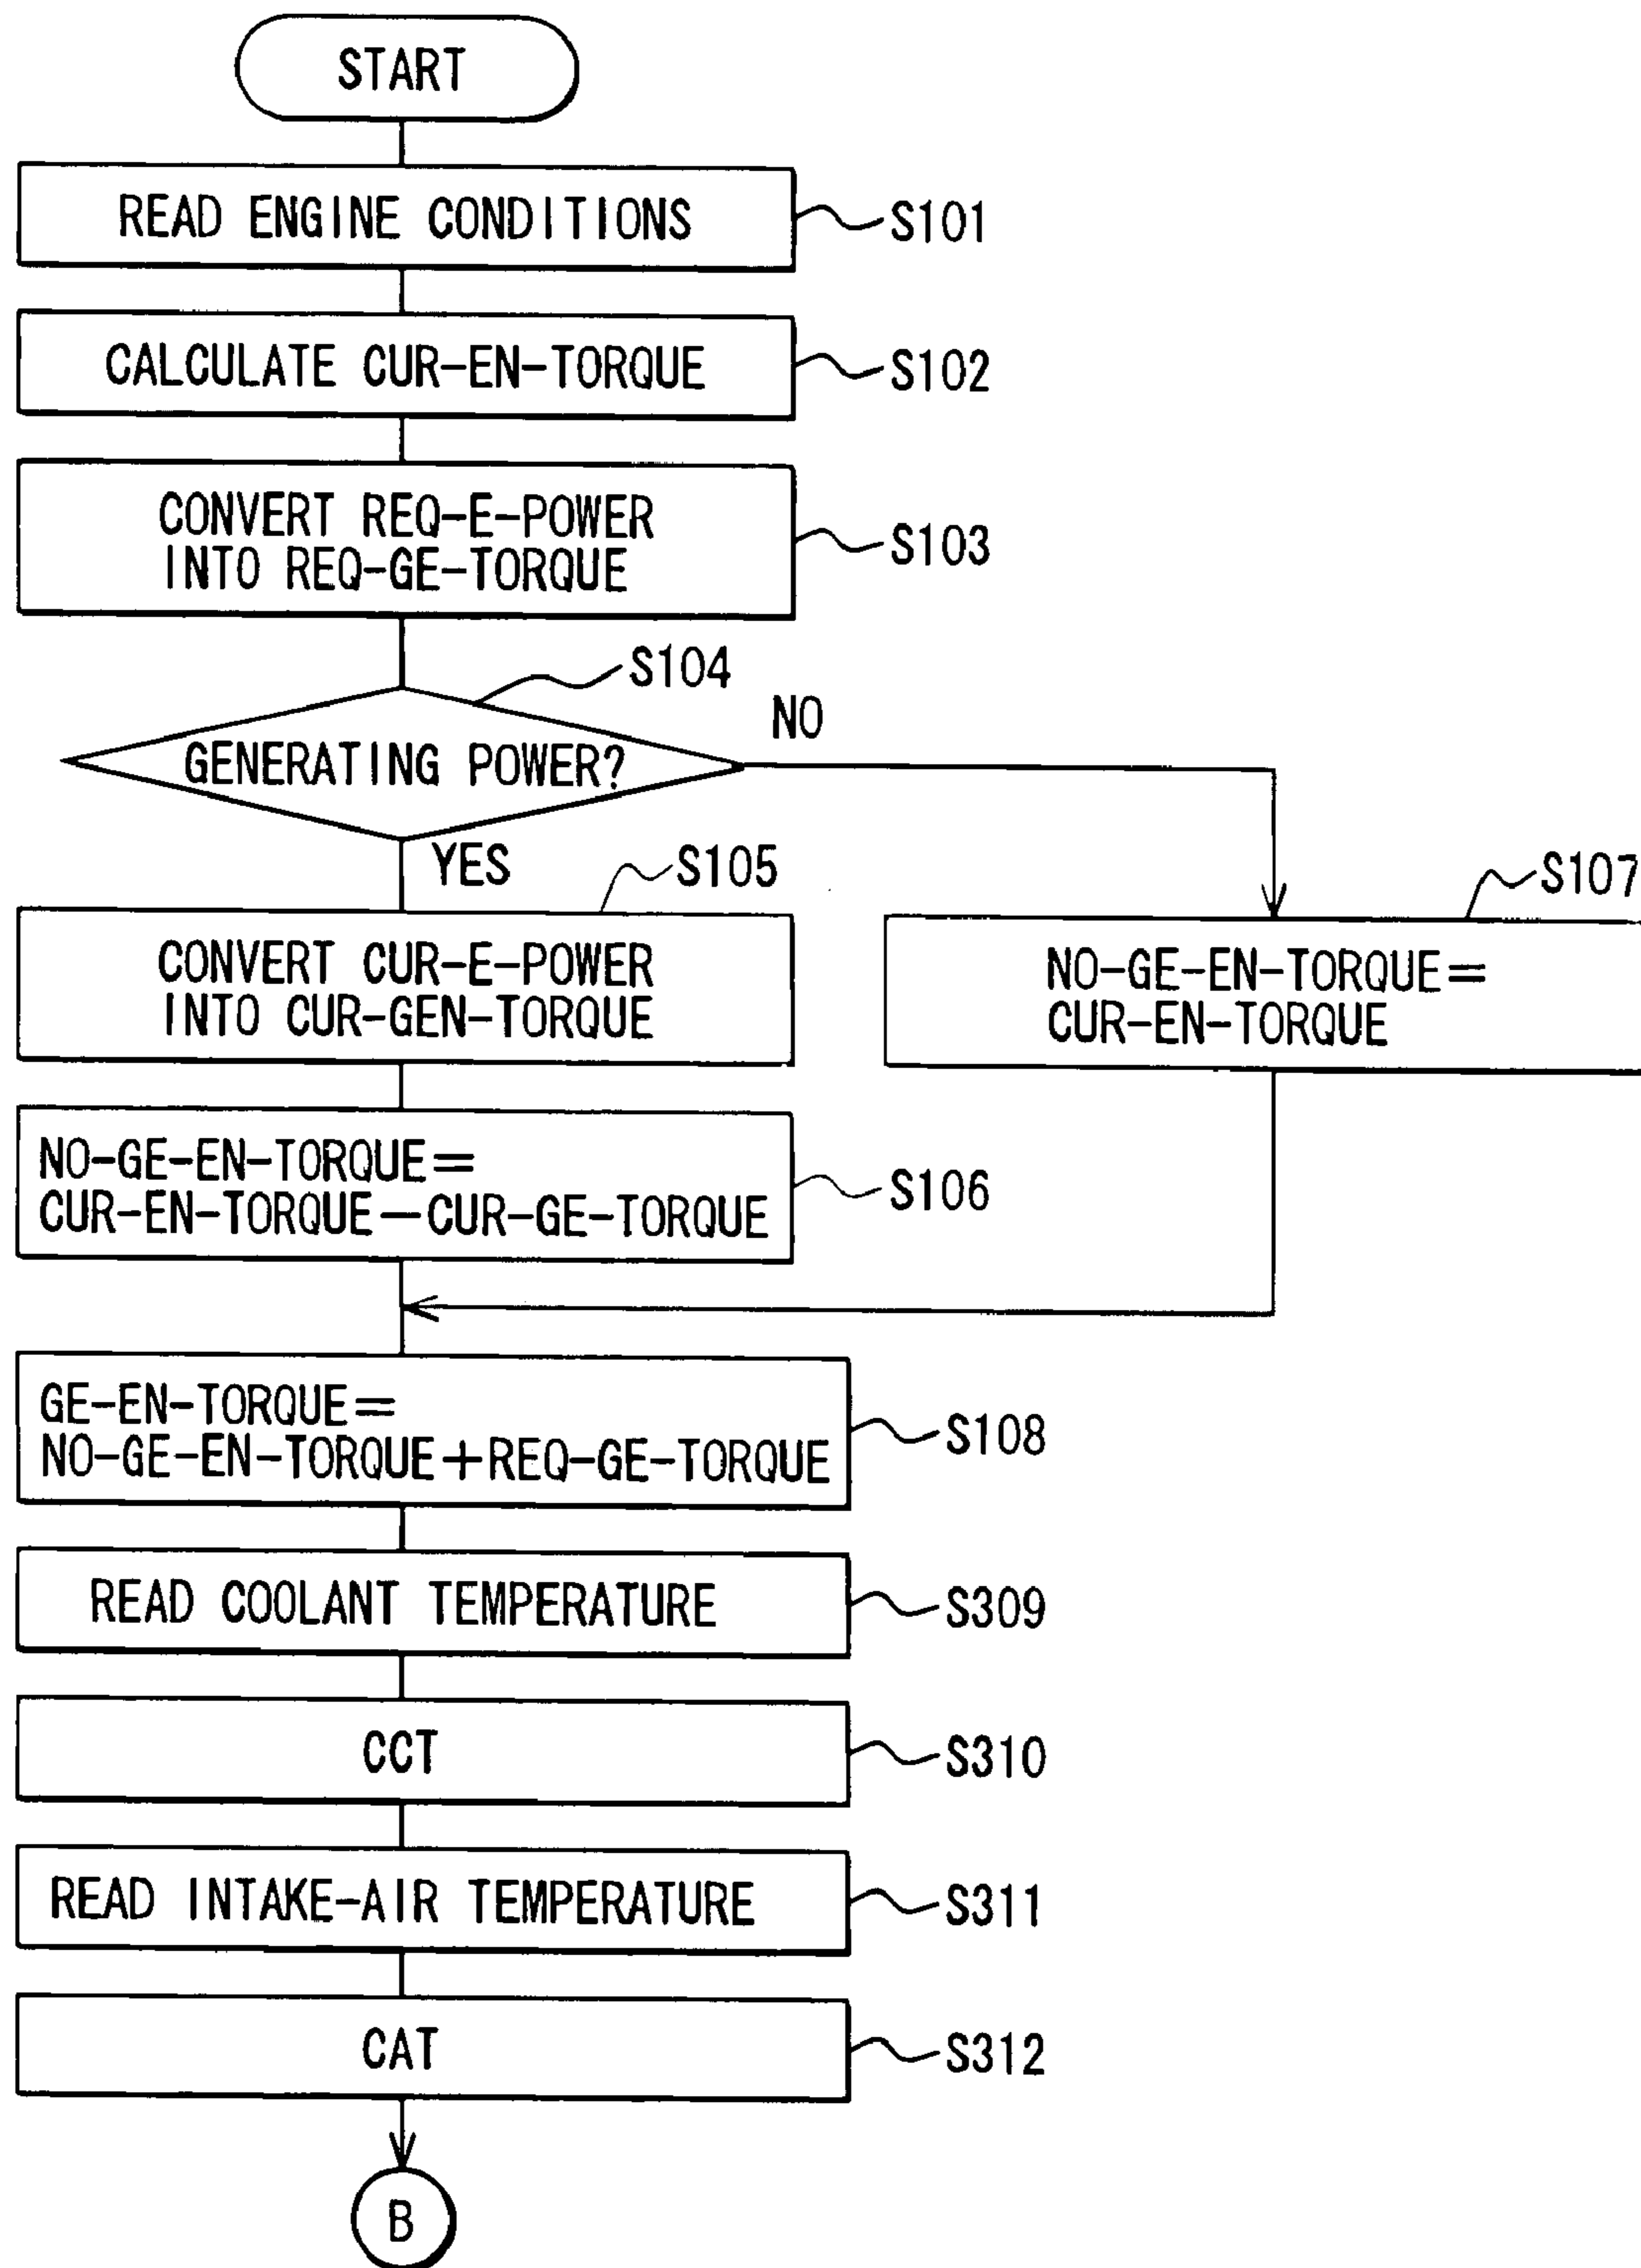 START
READ ENGINE CONDITIONS
S101
CALCULATE CUR-EN-TORQUE
S102
CONVERT REQ-E-POWER
INTO REQ-GE-TORQUE
S103
S104
GENERATING POWER?
NO
YES
S105
CONVERT CUR-E-POWER
INTO CUR-GEN-TORQUE
S107
NO-GE-EN-TORQUE=
CUR-EN-TORQUE
NO-GE-EN-TORQUE=
CUR-EN-TORQUE-CUR-GE-TORQUE
S106
GE-EN-TORQUE=
NO-GE-EN-TORQUE+REQ-GE-TORQUE
S108
READ COOLANT TEMPERATURE
S309
CCT
S310
READ INTAKE-AIR TEMPERATURE
S311
CAT
S312
B